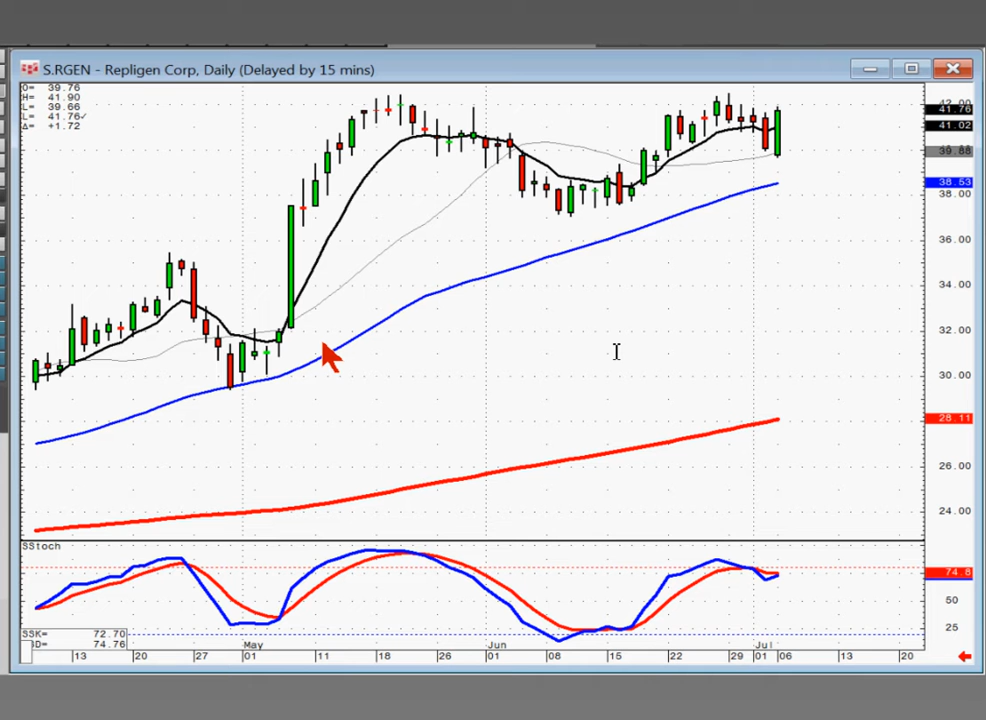 S.RGEN - Repligen Corp, Daily (Delayed by 15 mins)
O= 39.76
H= 41.90
L= 39.66
L= 41.76✓
Δ= +1.72
42.00
41.76
41.02
39.88
38.53
38.00
36.00
34.00
32.00
30.00
28.11
26.00
24.00
SStoch
74.8
50
25
SSK= 72.70
SD= 74.76
May Jun Jul
13 20 27 01 11 18 26 01 08 15 22 29 01 06 13 20